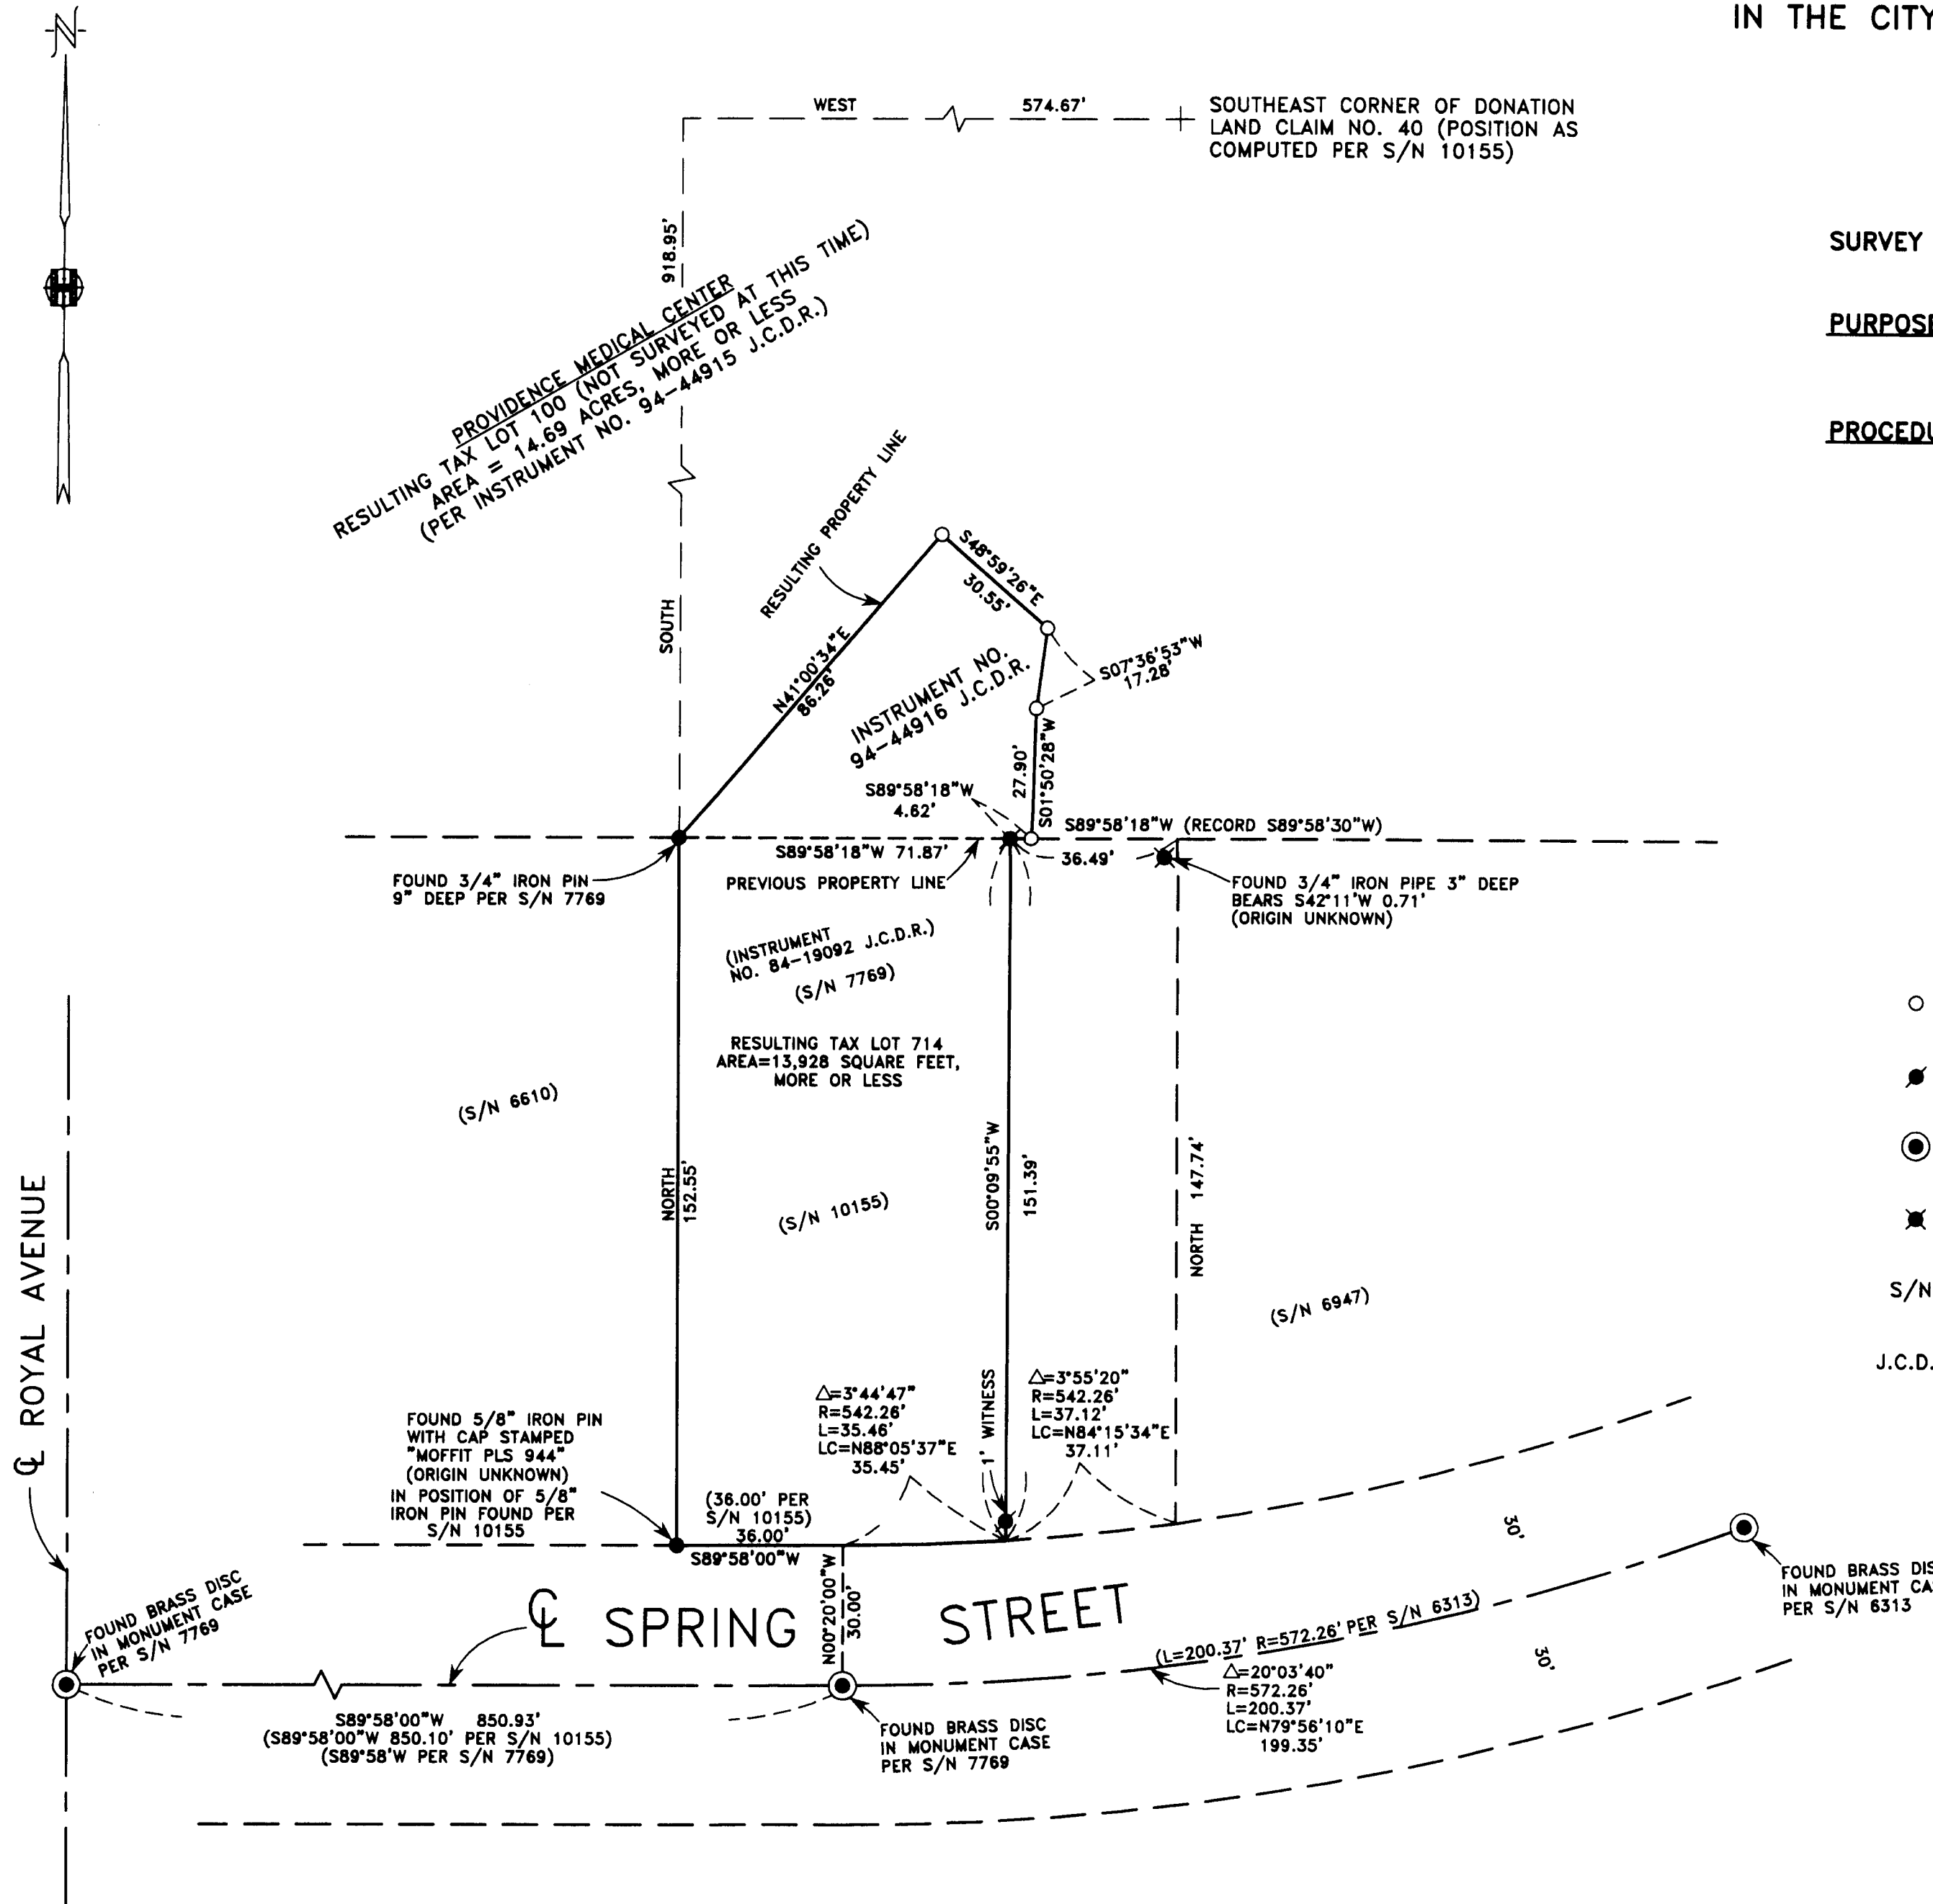 N
IN THE CITY
WEST 574.67'
SOUTHEAST CORNER OF DONATION
LAND CLAIM NO. 40 (POSITION AS
COMPUTED PER S/N 10155)
918.95'
SOUTH
SURVEY
PURPOSE
PROCEDU
PROVIDENCE MEDICAL CENTER
RESULTING TAX LOT 100 (NOT SURVEYED AT THIS TIME)
AREA = 14.69 ACRES, MORE OR LESS
(PER INSTRUMENT NO. 94-44915 J.C.D.R.)
RESULTING PROPERTY LINE
S48°59'26"E
30.55'
N41°00'34"E
86.26'
S07°36'53"W
17.28'
INSTRUMENT NO.
94-44916 J.C.D.R.
27.90'
S01°50'28"W
S89°58'18"W
4.62'
S89°58'18"W (RECORD S89°58'30"W)
S89°58'18"W 71.87'
36.49'
PREVIOUS PROPERTY LINE
FOUND 3/4" IRON PIN
9" DEEP PER S/N 7769
FOUND 3/4" IRON PIPE 3" DEEP
BEARS S42°11'W 0.71'
(ORIGIN UNKNOWN)
(INSTRUMENT
NO. 84-19092 J.C.D.R.)
(S/N 7769)
RESULTING TAX LOT 714
AREA=13,928 SQUARE FEET,
MORE OR LESS
(S/N 6610)
NORTH
152.55'
(S/N 10155)
S00°09'55"W
151.39'
NORTH 147.74'
(S/N 6947)
S/N
J.C.D.
℄ ROYAL AVENUE
FOUND 5/8" IRON PIN
WITH CAP STAMPED
"MOFFIT PLS 944"
(ORIGIN UNKNOWN)
IN POSITION OF 5/8"
IRON PIN FOUND PER
S/N 10155
△=3°44'47"
R=542.26'
L=35.46'
LC=N88°05'37"E
35.45'
1' WITNESS
△=3°55'20"
R=542.26'
L=37.12'
LC=N84°15'34"E
37.11'
(36.00' PER
S/N 10155)
36.00'
S89°58'00"W
N00°20'00"W
30.00'
30'
30'
℄ SPRING STREET
FOUND BRASS DISC
IN MONUMENT CASE
PER S/N 7769
S89°58'00"W 850.93'
(S89°58'00"W 850.10' PER S/N 10155)
(S89°58'W PER S/N 7769)
FOUND BRASS DISC
IN MONUMENT CASE
PER S/N 7769
(L=200.37' R=572.26' PER S/N 6313)
△=20°03'40"
R=572.26'
L=200.37'
LC=N79°56'10"E
199.35'
FOUND BRASS DIS
IN MONUMENT CA
PER S/N 6313